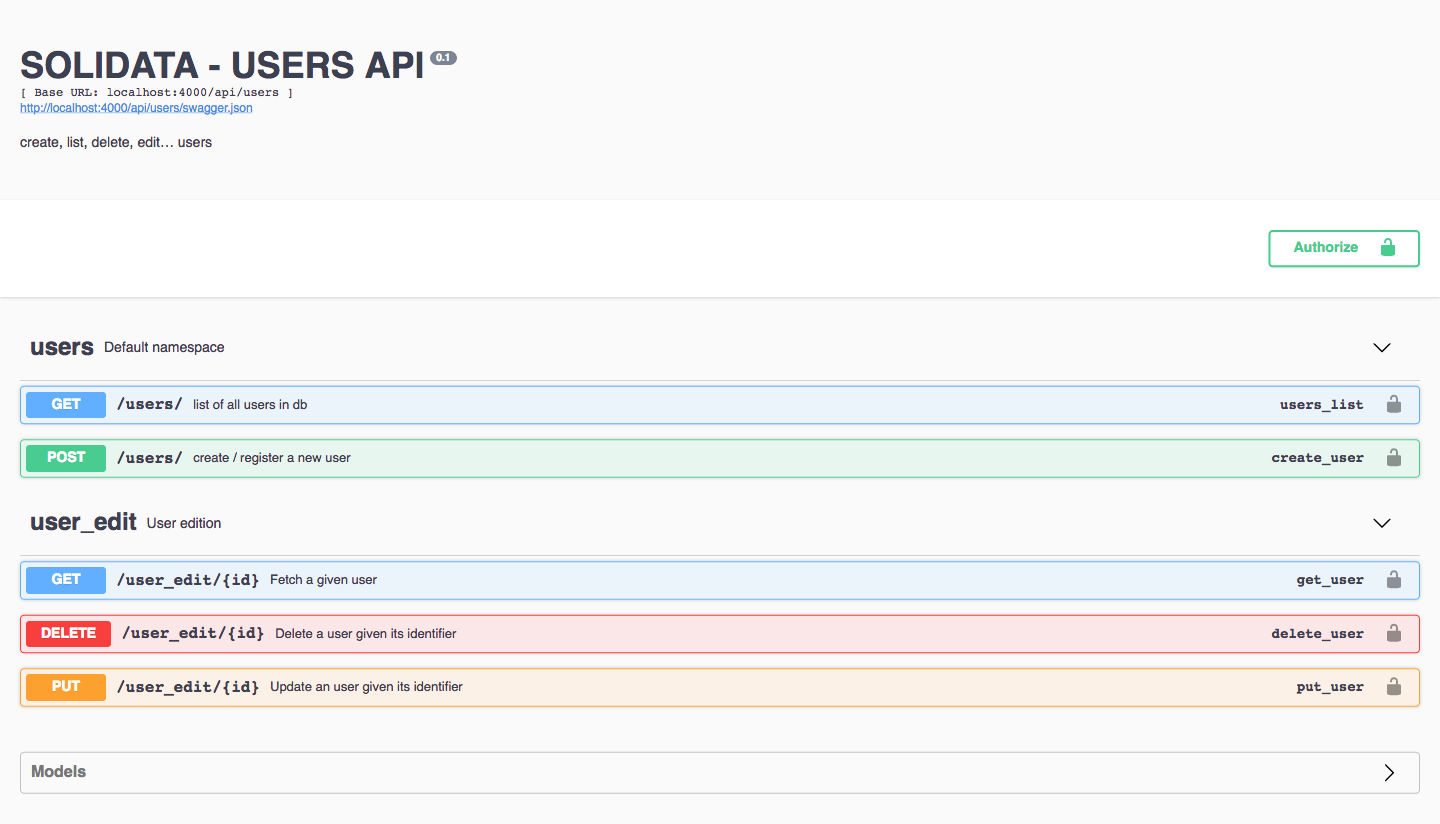 SOLIDATA - USERS API 0.1
[ Base URL: localhost:4000/api/users ]
http://localhost:4000/api/users/swagger.json
create, list, delete, edit... users
Authorize
users Default namespace
GET /users/ list of all users in db users_list
POST /users/ create / register a new user create_user
user_edit User edition
GET /user_edit/{id} Fetch a given user get_user
DELETE /user_edit/{id} Delete a user given its identifier delete_user
PUT /user_edit/{id} Update an user given its identifier put_user
Models